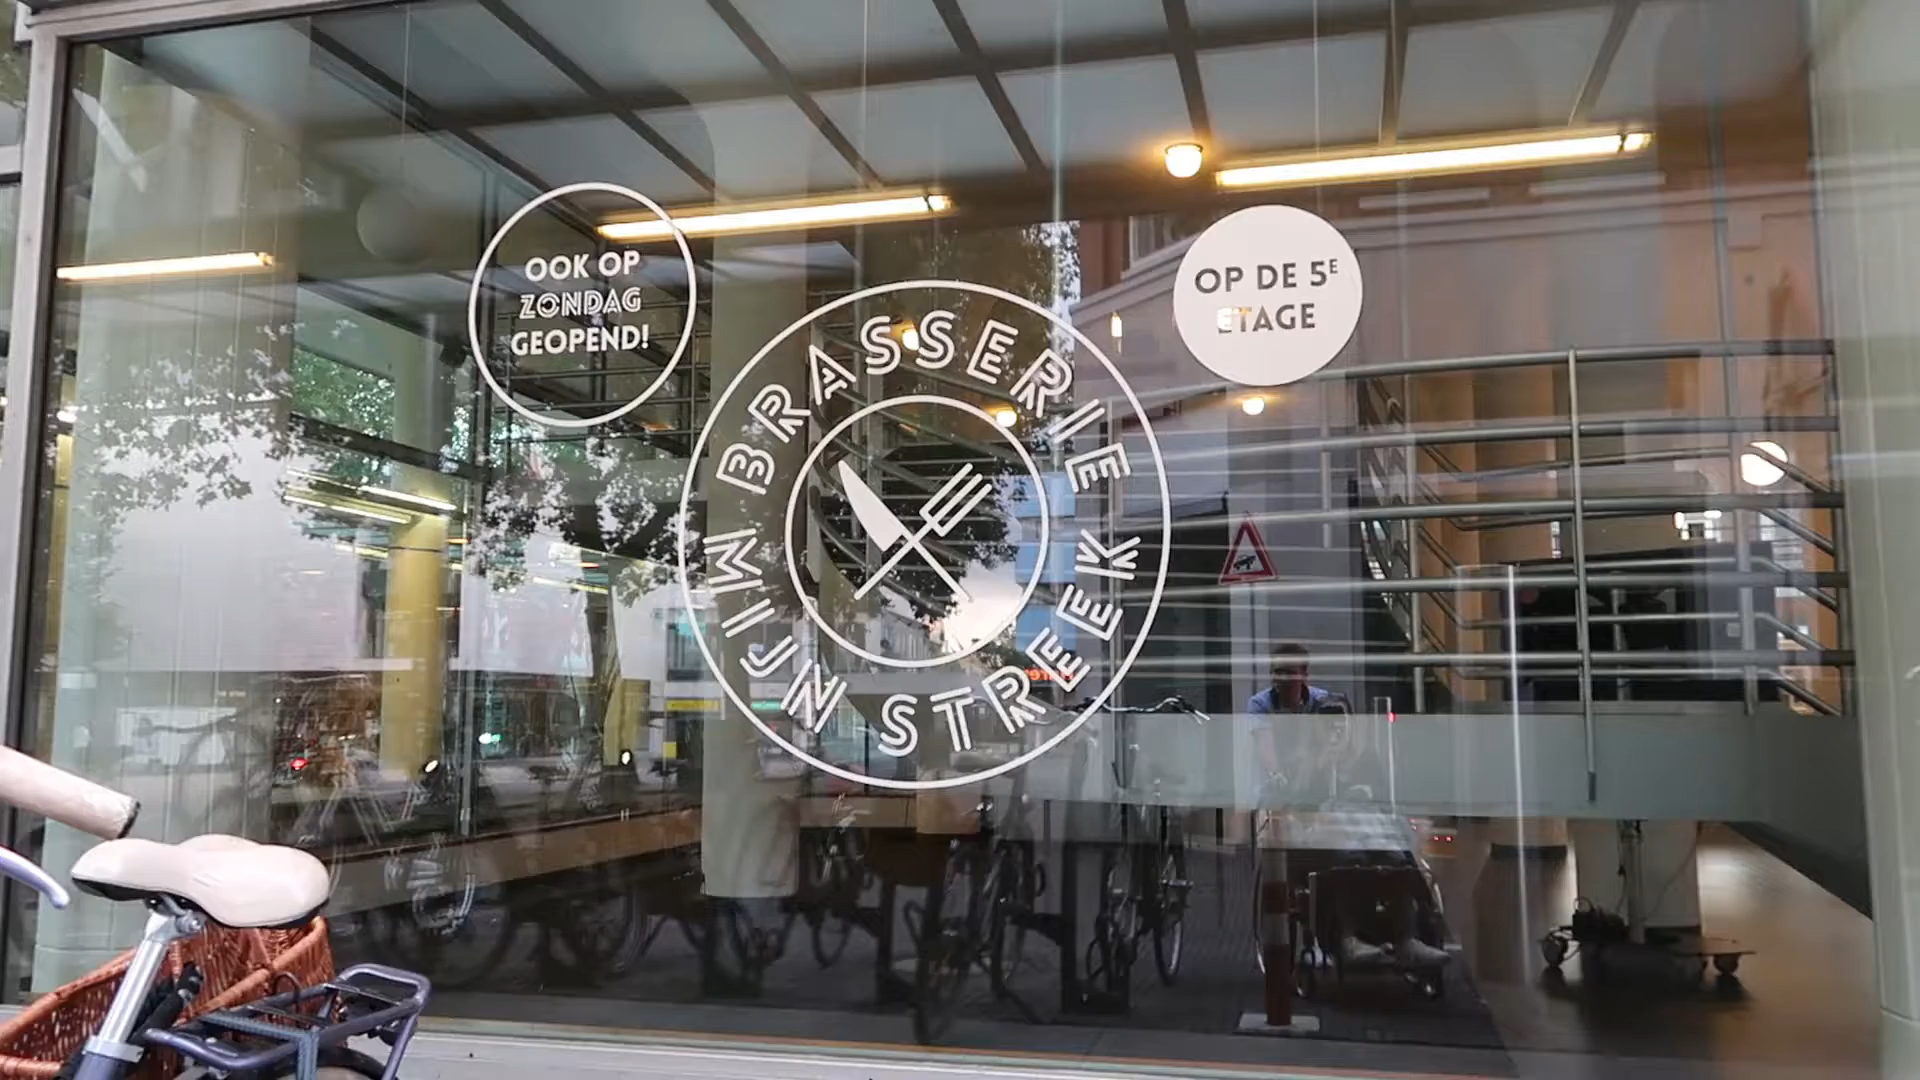 OOK OP
ZONDAG
GEOPEND!
BRASSERIE
MIJN STREEK
OP DE 5E
ETAGE